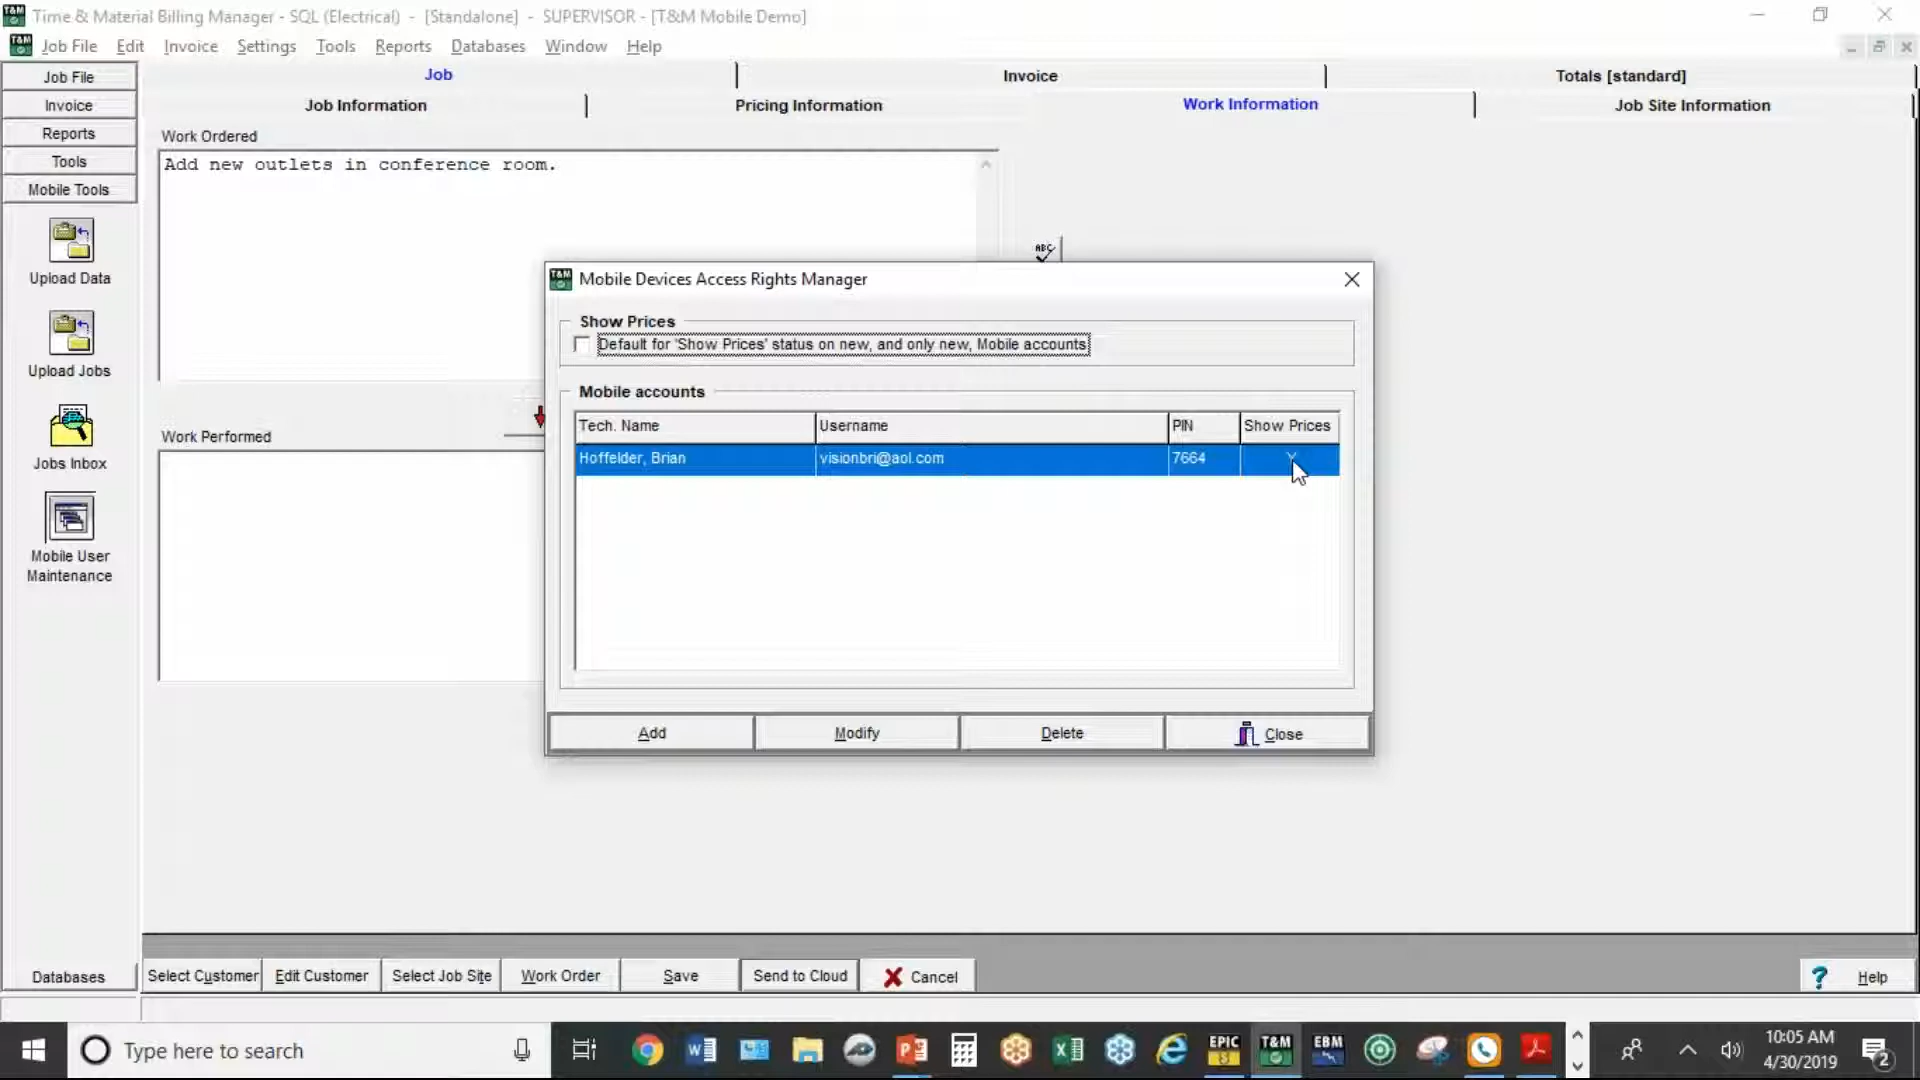 Time & Material Billing Manager - SQL (Electrical) - [Standalone] - SUPERVISOR - [T&M Mobile Demo]
Job File Edit Invoice Settings Tools Reports Databases Window Help
Job File
Invoice
Reports
Tools
Mobile Tools
Upload Data
Upload Jobs
Jobs Inbox
Mobile User
Maintenance
Databases
Job Invoice Totals [standard]
Job Information Pricing Information Work Information Job Site Information
Work Ordered
Add new outlets in conference room.
ABC
Work Performed
Mobile Devices Access Rights Manager
Show Prices
Default for 'Show Prices' status on new, and only new, Mobile accounts
Mobile accounts
Tech. Name Username PIN Show Prices
Hoffelder, Brian visionbri@aol.com 7664 Y
Add Modify Delete Close
Select Customer Edit Customer Select Job Site Work Order Save Send to Cloud Cancel Help
Type here to search
EPIC
T&M
EBM
10:05 AM
4/30/2019
2